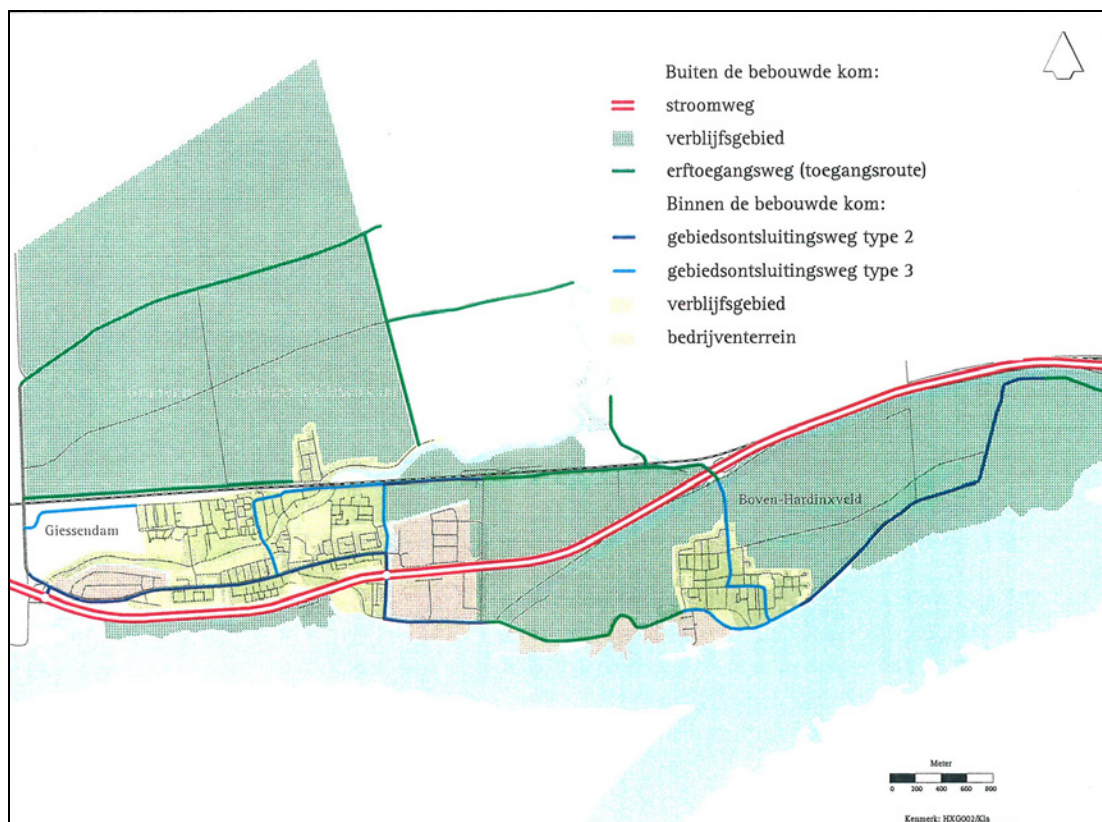 Buiten de bebouwde kom:
stroomweg
verblijfsgebied
erftoegangsweg (toegangsroute)
Binnen de bebouwde kom:
gebiedsontsluitingsweg type 2
gebiedsontsluitingsweg type 3
verblijfsgebied
bedrijventerrein
Boven-Hardinxveld
Giessendam
Meter
0 200 400 600 800
Kenmerk: HXG002/Kla